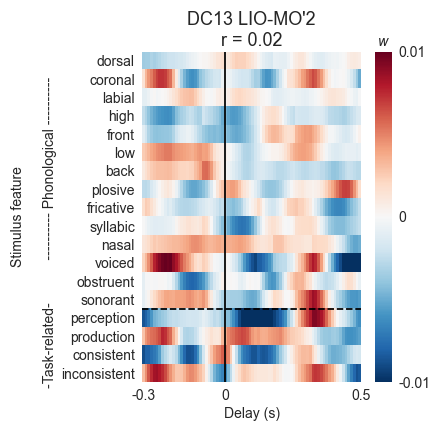 DC13 LIO-MO'2
r = 0.02
w
dorsal
coronal
labial
high
front
low
back
plosive
fricative
syllabic
nasal
voiced
obstruent
sonorant
perception
production
consistent
inconsistent
Stimulus feature
-Task-related- ----------- Phonological -----------
-0.3 0 0.5
Delay (s)
0.01
0
-0.01